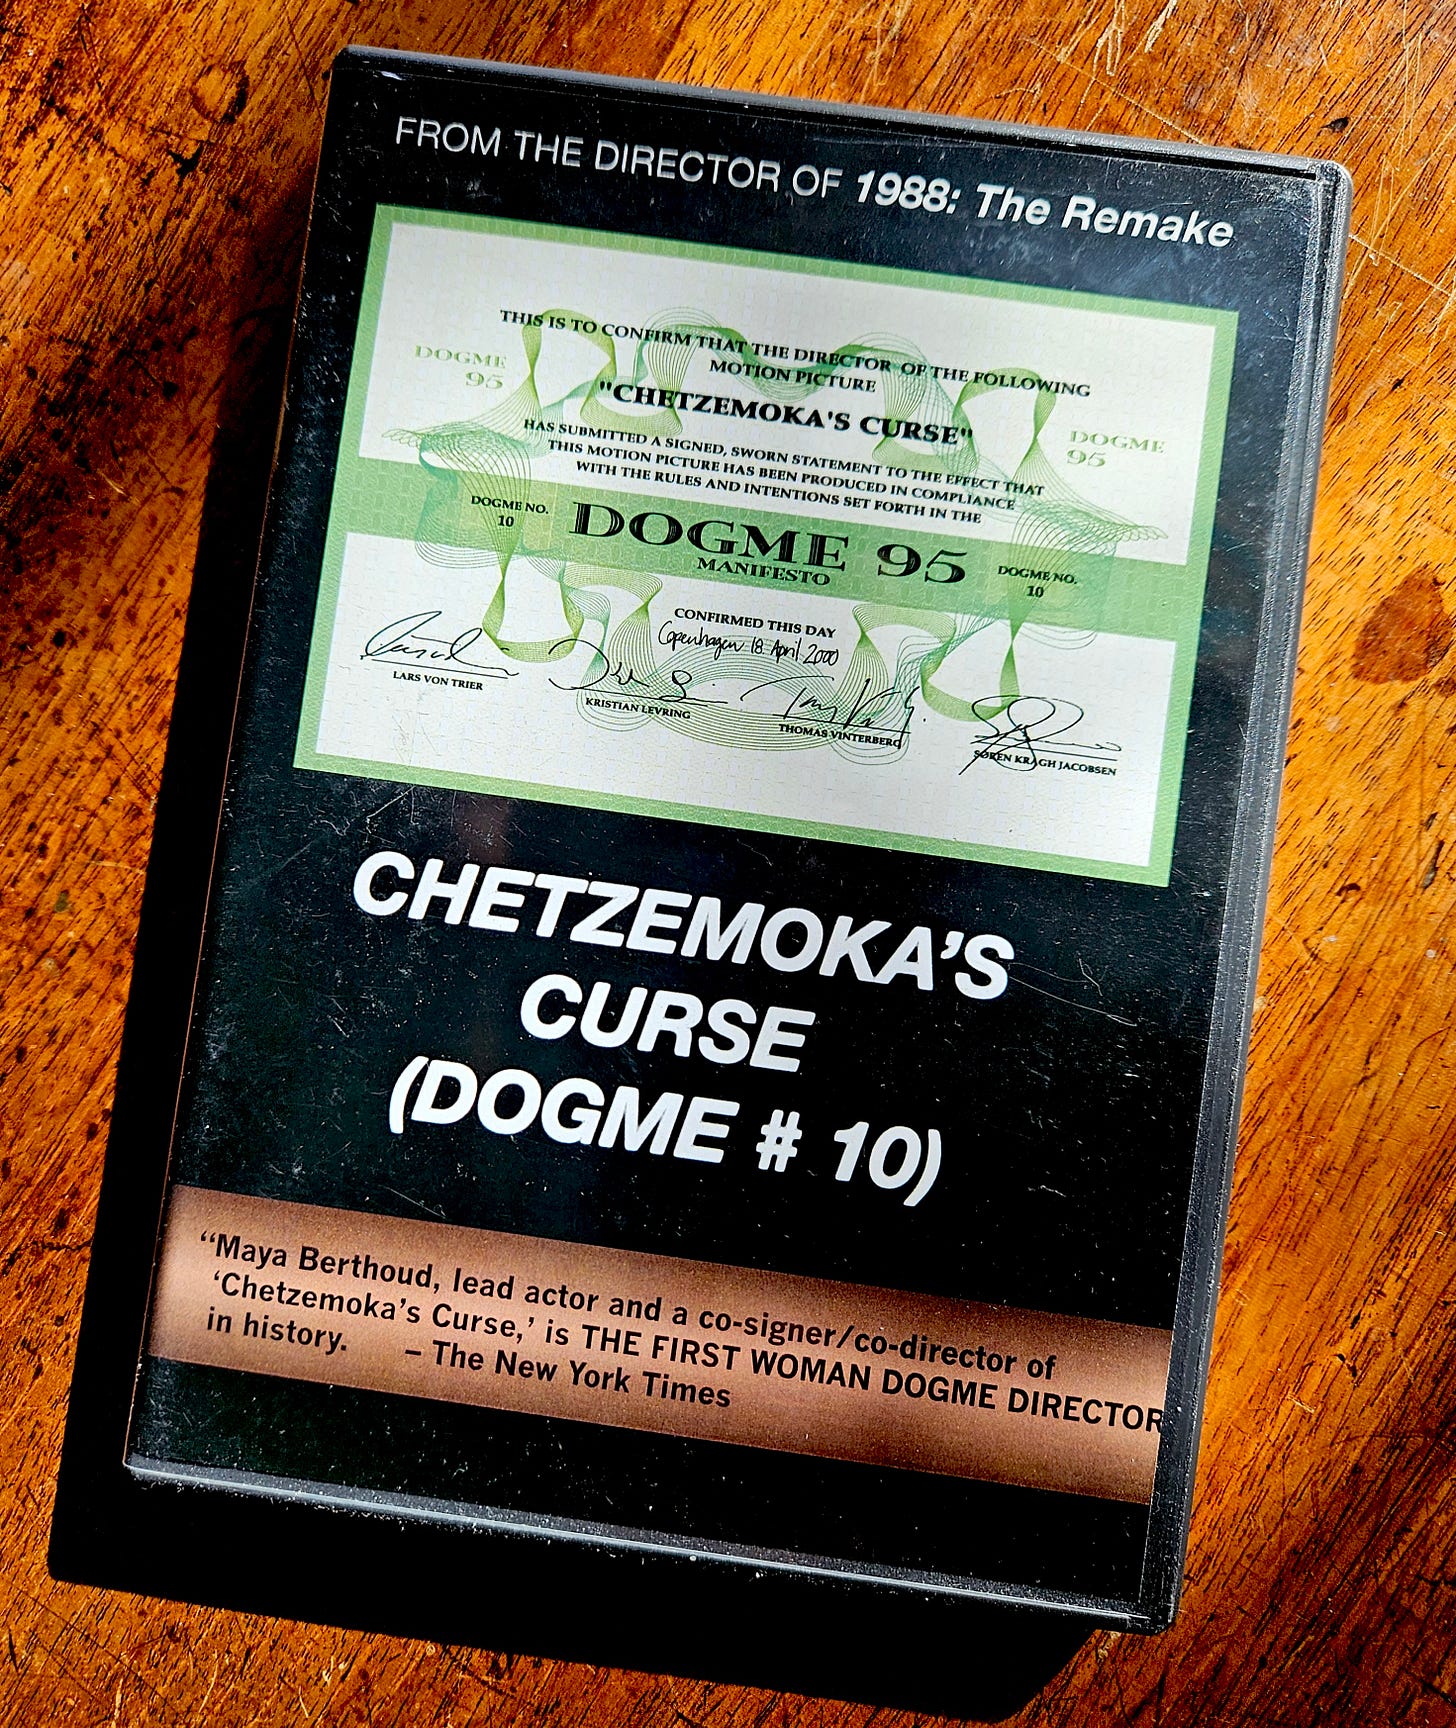 FROM THE DIRECTOR OF 1988: The Remake
THIS IS TO CONFIRM THAT THE DIRECTOR OF THE FOLLOWING
MOTION PICTURE
DOGME
95
"CHETZEMOKA'S CURSE"
DOGME
95
HAS SUBMITTED A SIGNED, SWORN STATEMENT TO THE EFFECT THAT
THIS MOTION PICTURE HAS BEEN PRODUCED IN COMPLIANCE
WITH THE RULES AND INTENTIONS SET FORTH IN THE
DOGME NO.
10
DOGME 95
MANIFESTO
DOGME NO.
10
CONFIRMED THIS DAY
Copenhagen 18 April 2000
LARS VON TRIER
KRISTIAN LEVRING
THOMAS VINTERBERG
SØREN KRAGH JACOBSEN
CHETZEMOKA'S
CURSE
(DOGME # 10)
“Maya Berthoud, lead actor and a co-signer/co-director of
‘Chetzemoka’s Curse,’ is THE FIRST WOMAN DOGME DIRECTOR
in history. – The New York Times